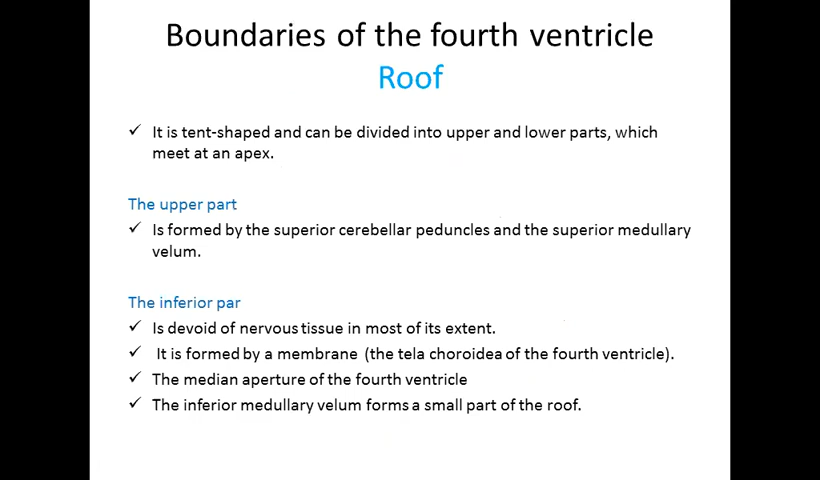 Boundaries of the fourth ventricle
Roof
✓ It is tent-shaped and can be divided into upper and lower parts, which
meet at an apex.
The upper part
✓ Is formed by the superior cerebellar peduncles and the superior medullary
velum.
The inferior par
✓ Is devoid of nervous tissue in most of its extent.
✓ It is formed by a membrane (the tela choroidea of the fourth ventricle).
✓ The median aperture of the fourth ventricle
✓ The inferior medullary velum forms a small part of the roof.